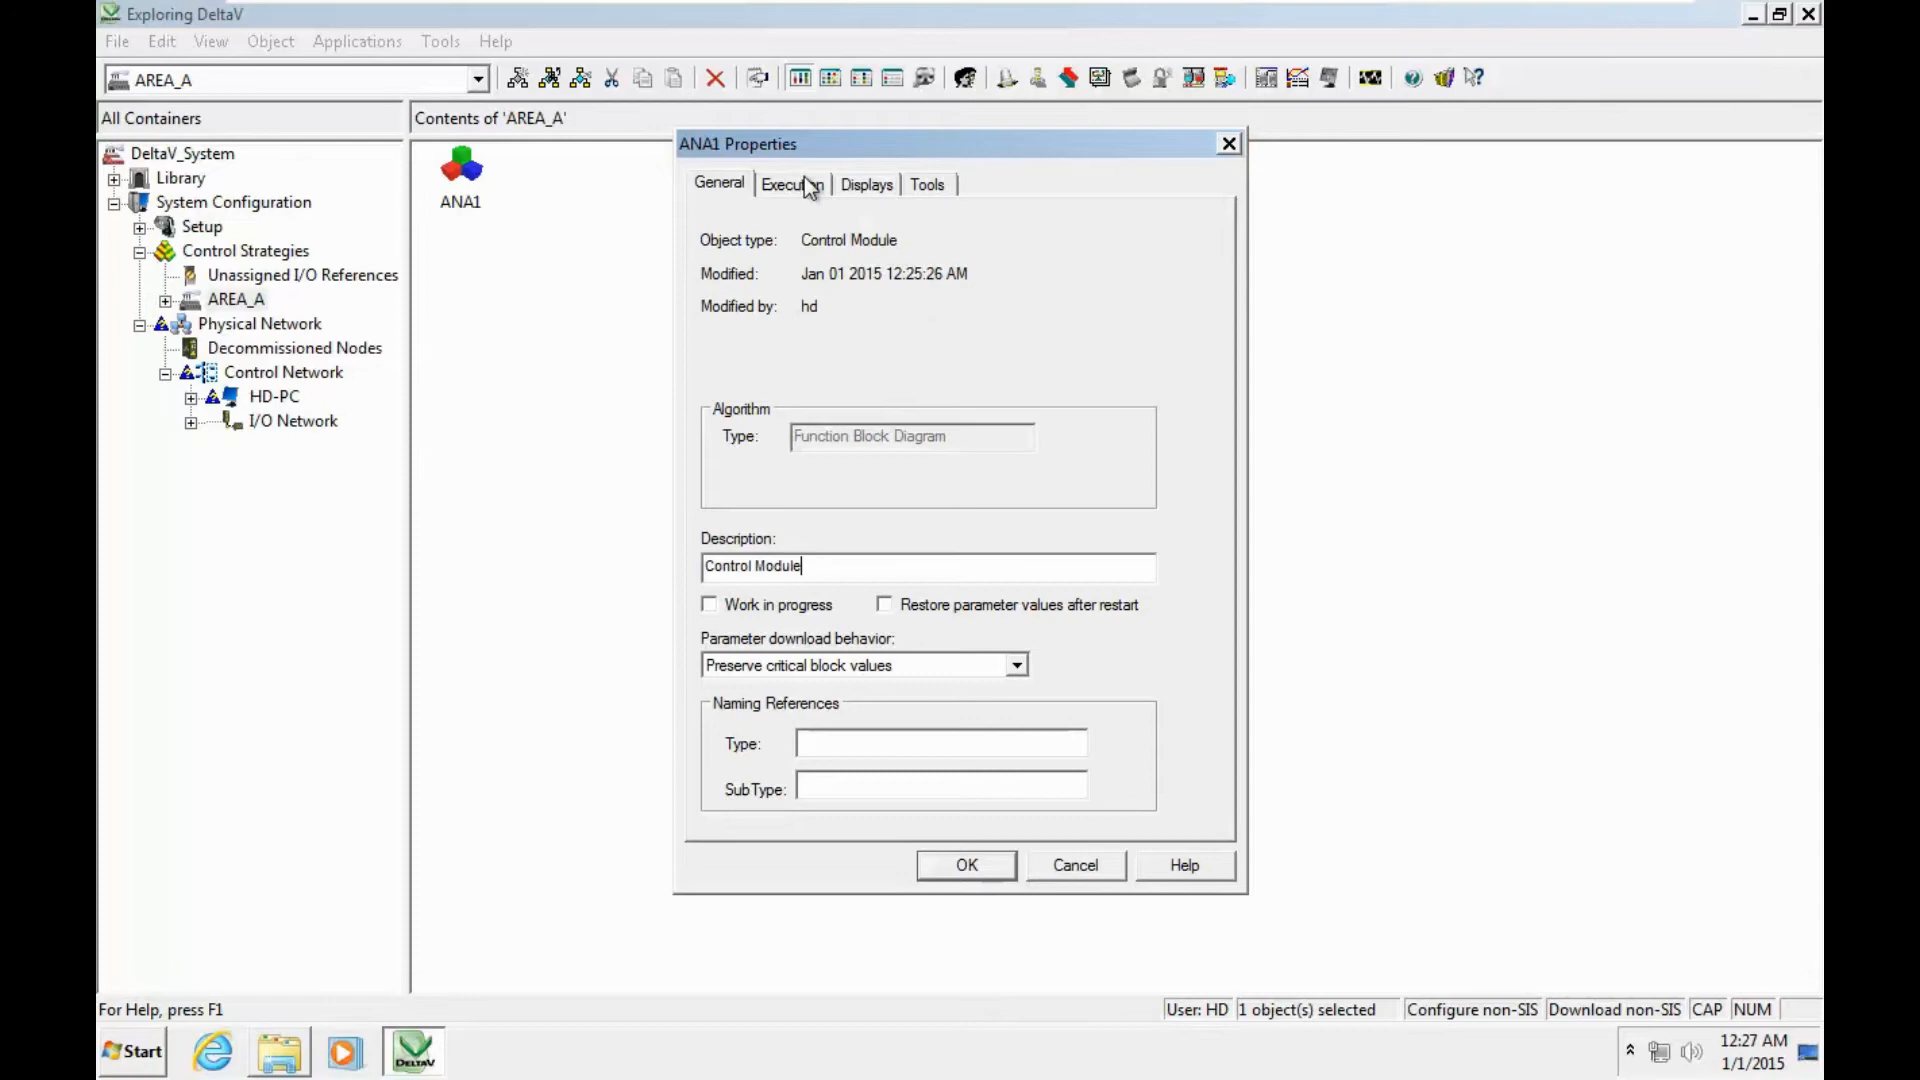 Exploring DeltaV
File Edit View Object Applications Tools Help
AREA_A
All Containers
Contents of 'AREA_A'
DeltaV_System
Library
System Configuration
Setup
Control Strategies
Unassigned I/O References
AREA_A
Physical Network
Decommissioned Nodes
Control Network
HD-PC
I/O Network
ANA1
ANA1 Properties
General Execution Displays Tools
Object type: Control Module
Modified: Jan 01 2015 12:25:26 AM
Modified by: hd
Algorithm
Type: Function Block Diagram
Description:
Control Module
Work in progress Restore parameter values after restart
Parameter download behavior:
Preserve critical block values
Naming References
Type:
SubType:
OK Cancel Help
For Help, press F1
User: HD 1 object(s) selected Configure non-SIS Download non-SIS CAP NUM
Start
DELTAV
12:27 AM
1/1/2015